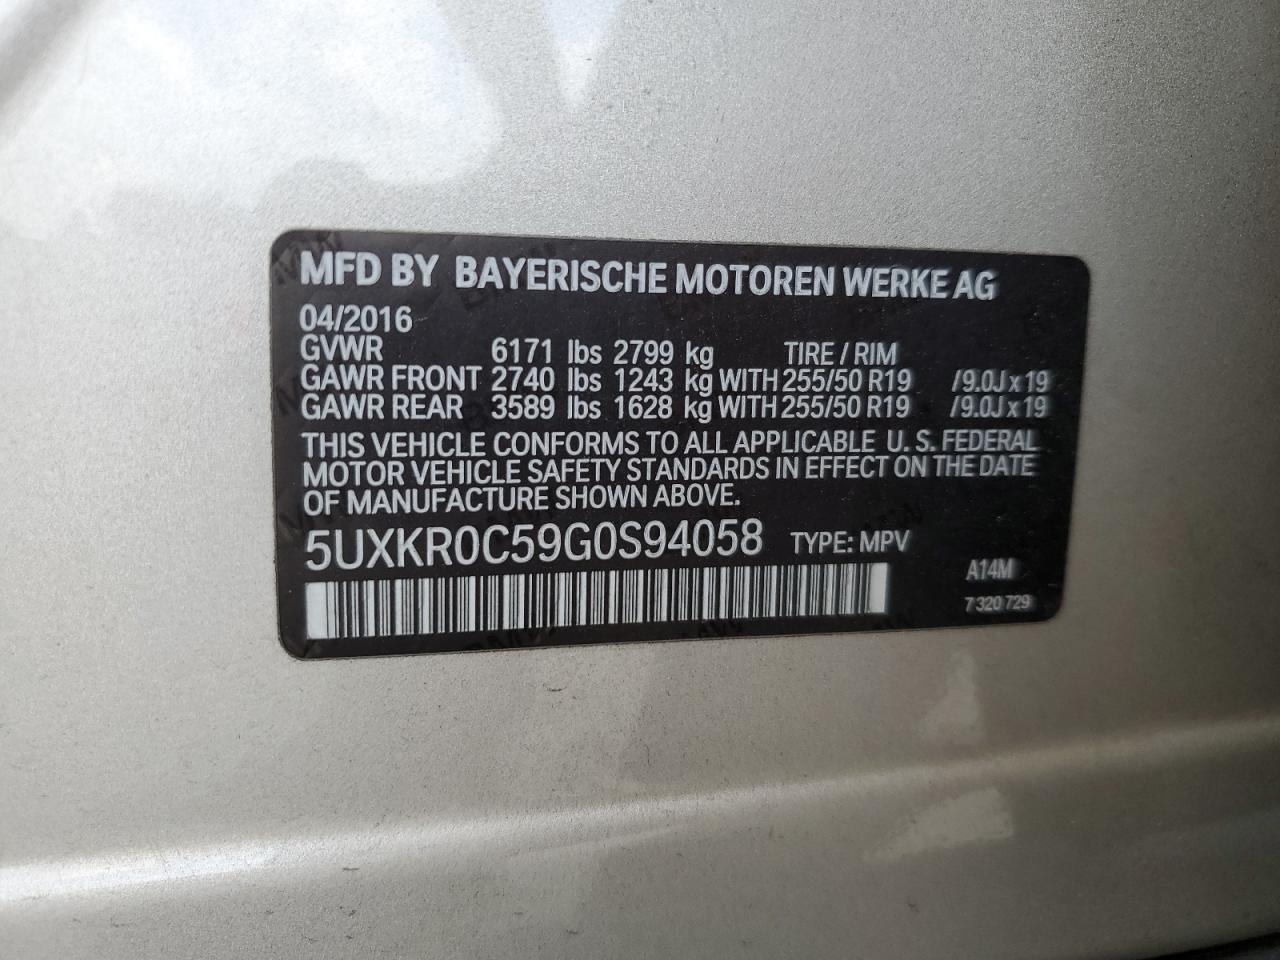 MFD BY BAYERISCHE MOTOREN WERKE AG
04/2016
GVWR 6171 lbs 2799 kg TIRE / RIM
GAWR FRONT 2740 lbs 1243 kg WITH 255/50 R19 /9.0J x 19
GAWR REAR 3589 lbs 1628 kg WITH 255/50 R19 /9.0J x 19
THIS VEHICLE CONFORMS TO ALL APPLICABLE U. S. FEDERAL
MOTOR VEHICLE SAFETY STANDARDS IN EFFECT ON THE DATE
OF MANUFACTURE SHOWN ABOVE.
5UXKR0C59G0S94058 TYPE: MPV
A14M
7 320 729